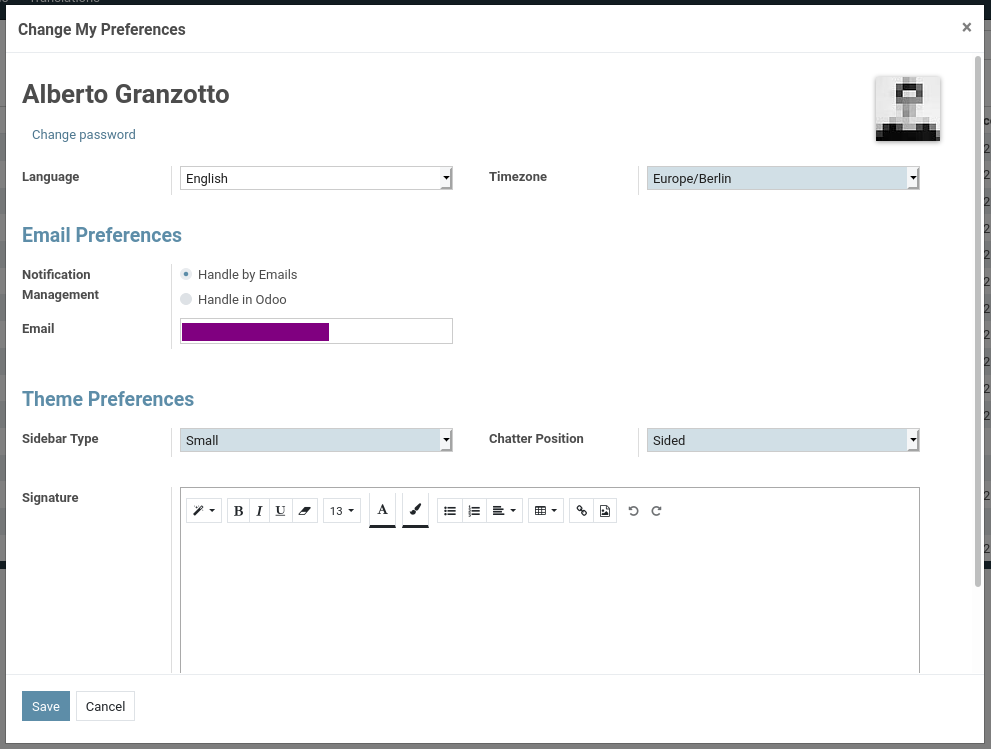 Translations
Change My Preferences
×
Alberto Granzotto
Change password
Language
English
Timezone
Europe/Berlin
Email Preferences
Notification
Management
Handle by Emails
Handle in Odoo
Email
Theme Preferences
Sidebar Type
Small
Chatter Position
Sided
Signature
B I U 13 A
Save
Cancel